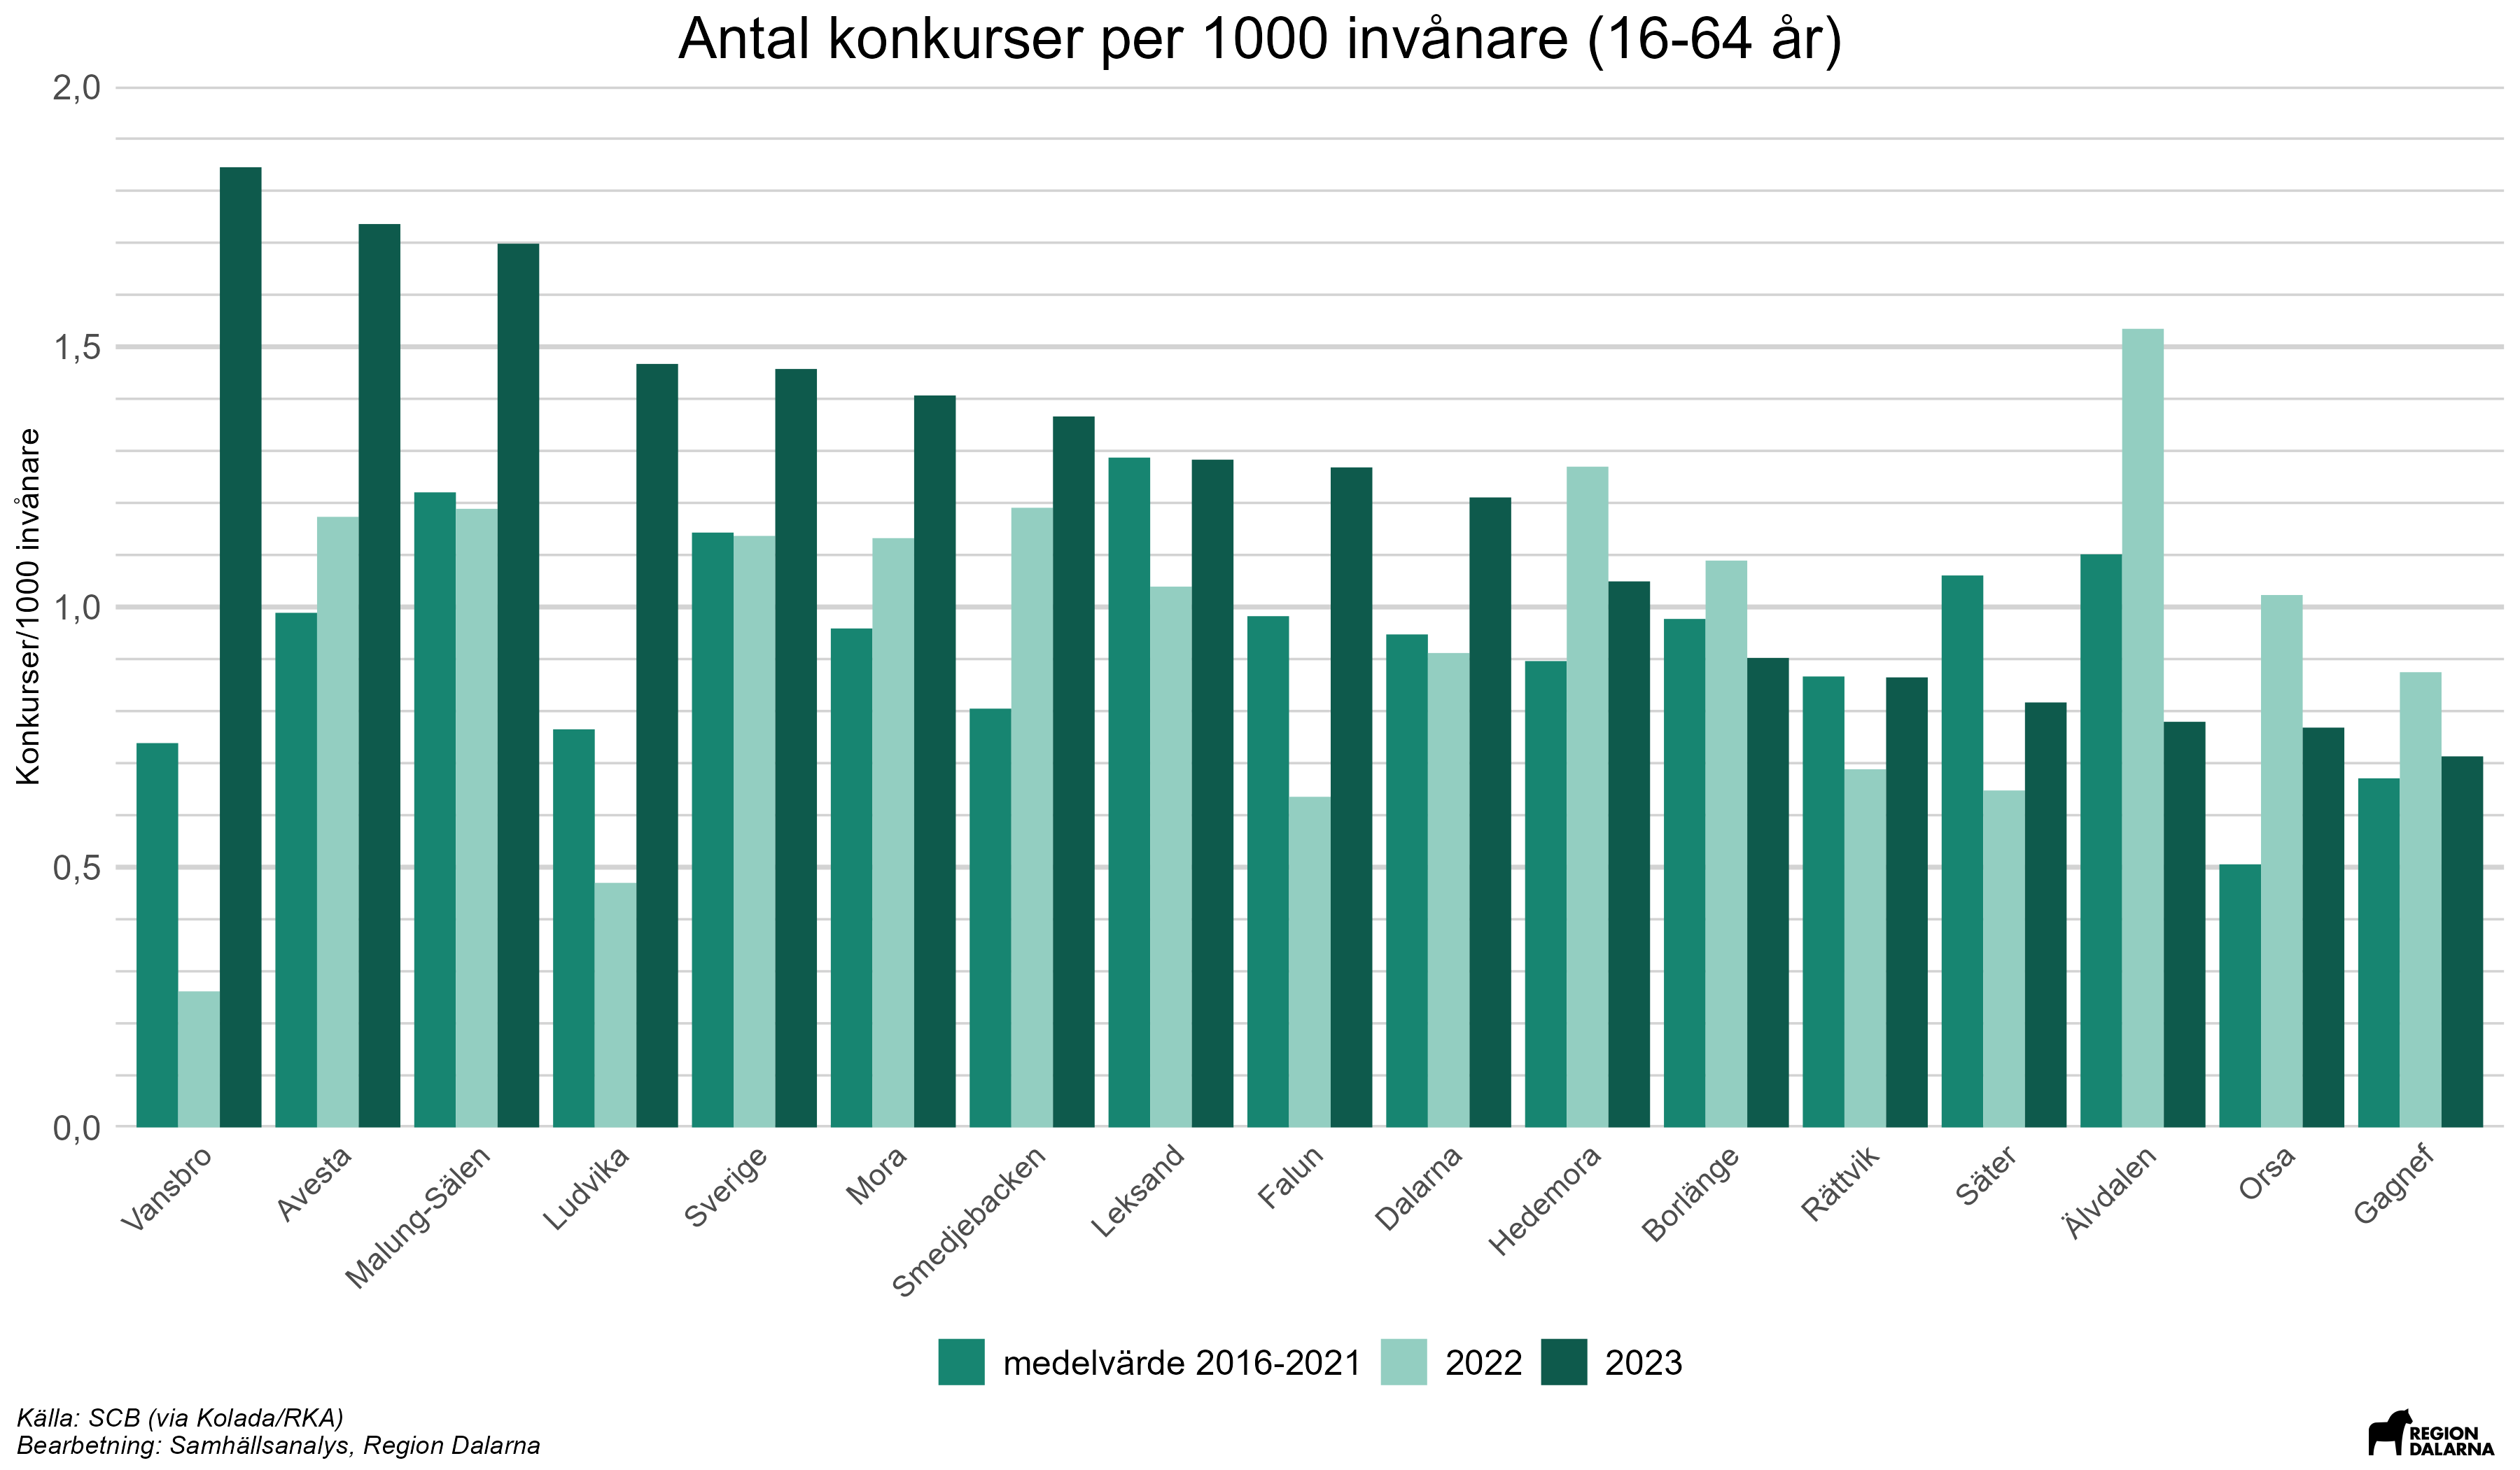 Antal konkurser per 1000 invånare (16-64 år)
2,0
1,5
1,0
0,5
0,0
Konkurser/1000 invånare
Vansbro
Avesta
Malung-Sälen
Ludvika
Sverige
Mora
Smedjebacken
Leksand
Falun
Dalarna
Hedemora
Borlänge
Rättvik
Säter
Älvdalen
Orsa
Gagnef
medelvärde 2016-2021
2022
2023
Källa: SCB (via Kolada/RKA)
Bearbetning: Samhällsanalys, Region Dalarna
REGION
DALARNA